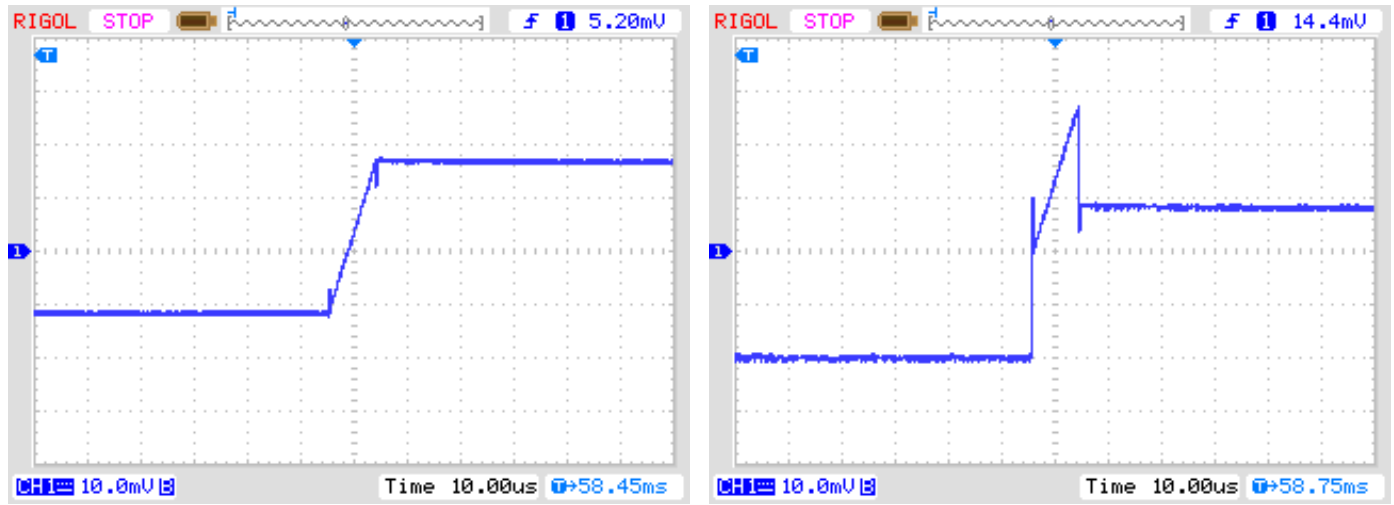 RIGOL STOP T f 1 5.20mV
T
1
CH1 10.0mV B Time 10.00us T→58.45ms
RIGOL STOP T f 1 14.4mV
T
1
CH1 10.0mV B Time 10.00us T→58.75ms